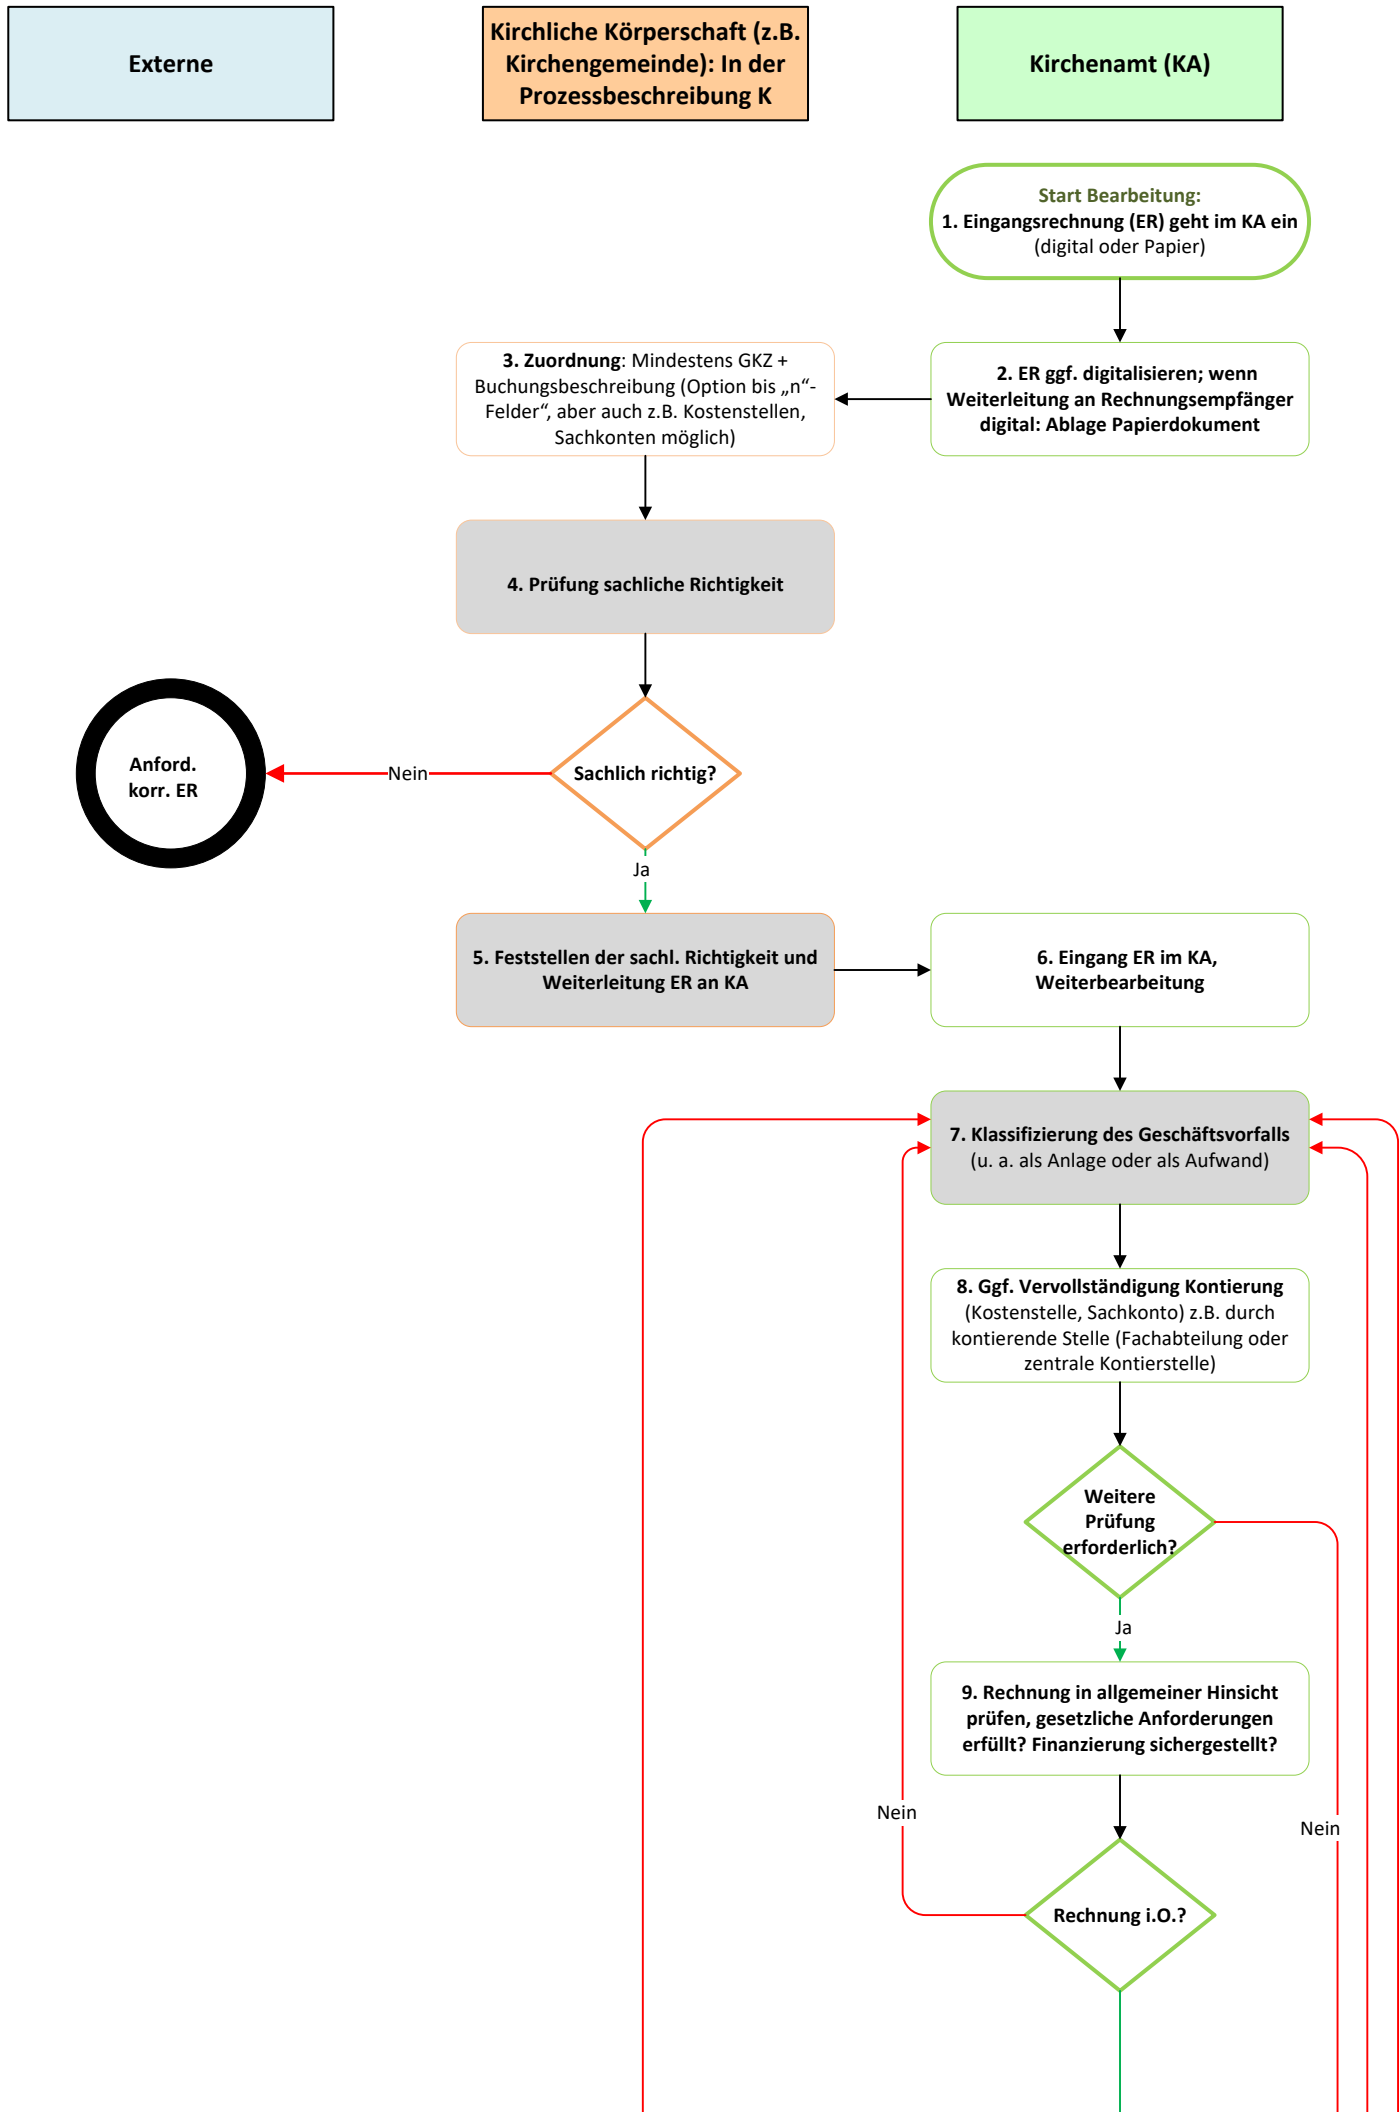 Externe
Kirchliche Körperschaft (z.B.
Kirchengemeinde): In der
Prozessbeschreibung K
Kirchenamt (KA)
Start Bearbeitung:
1. Eingangsrechnung (ER) geht im KA ein
(digital oder Papier)
3. Zuordnung: Mindestens GKZ +
Buchungsbeschreibung (Option bis „n“-
Felder“, aber auch z.B. Kostenstellen,
Sachkonten möglich)
2. ER ggf. digitalisieren; wenn
Weiterleitung an Rechnungsempfänger
digital: Ablage Papierdokument
4. Prüfung sachliche Richtigkeit
Anford.
korr. ER
Nein
Sachlich richtig?
Ja
5. Feststellen der sachl. Richtigkeit und
Weiterleitung ER an KA
6. Eingang ER im KA,
Weiterbearbeitung
7. Klassifizierung des Geschäftsvorfalls
(u. a. als Anlage oder als Aufwand)
8. Ggf. Vervollständigung Kontierung
(Kostenstelle, Sachkonto) z.B. durch
kontierende Stelle (Fachabteilung oder
zentrale Kontierstelle)
Weitere
Prüfung
erforderlich?
Ja
9. Rechnung in allgemeiner Hinsicht
prüfen, gesetzliche Anforderungen
erfüllt? Finanzierung sichergestellt?
Nein
Nein
Rechnung i.O.?